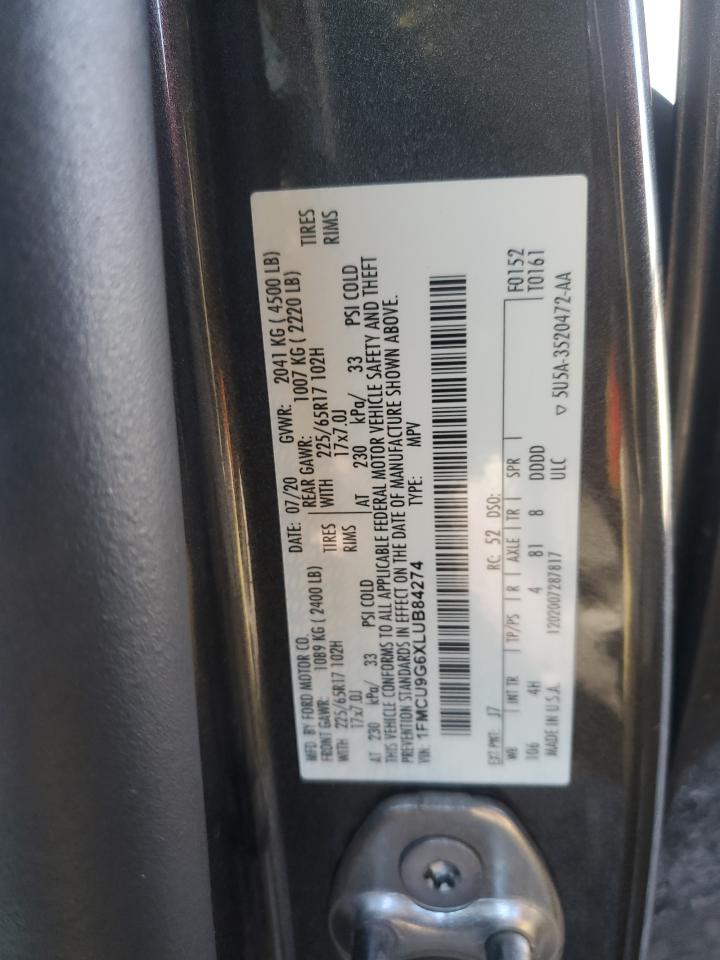 MFD. BY FORD MOTOR CO.
DATE: 07/20 GVWR: 2041 KG ( 4500 LB)
FRONT GAWR: 1089 KG ( 2400 LB) REAR GAWR: 1007 KG ( 2220 LB)
WITH 225/65R17 102H TIRES WITH 225/65R17 102H TIRES
17x7.0J RIMS 17x7.0J RIMS
AT 230 kPa/ 33 PSI COLD AT 230 kPa/ 33 PSI COLD
THIS VEHICLE CONFORMS TO ALL APPLICABLE FEDERAL MOTOR VEHICLE SAFETY AND THEFT
PREVENTION STANDARDS IN EFFECT ON THE DATE OF MANUFACTURE SHOWN ABOVE.
VIN: 1FMCU9G6XLUB84274 TYPE: MPV
EXT PNT: J7 RC: 52 DSO: F0152
WB INT TR TP/PS R AXLE TR SPR T0161
106 4H 4 81 8 DDDD
MADE IN U.S.A. 1202007287817 ULC ▽ 5U5A-3520472-AA